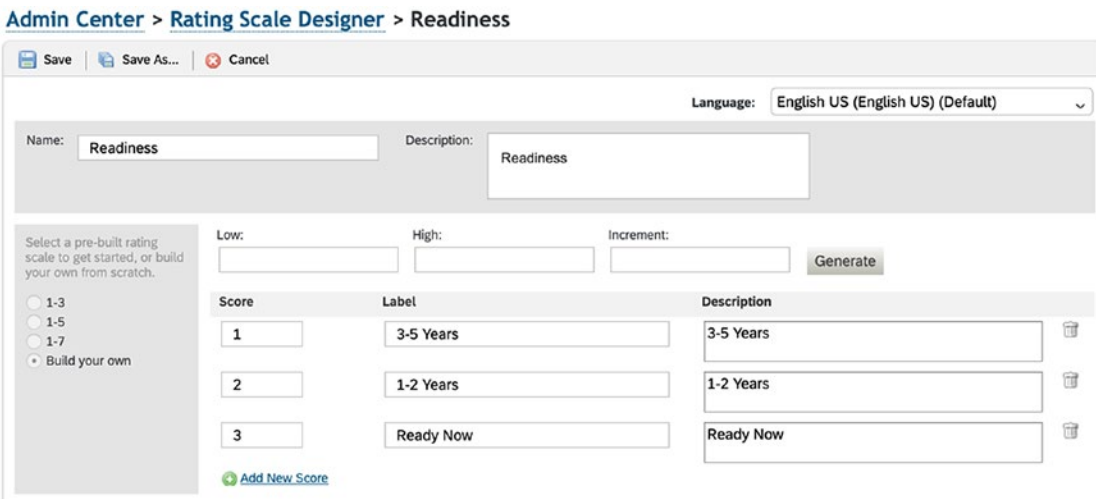 Admin Center > Rating Scale Designer > Readiness
Save Save As... Cancel
Language: English US (English US) (Default)
Name: Readiness Description: Readiness
Select a pre-built rating
scale to get started, or build
your own from scratch.
1-3
1-5
1-7
Build your own
Low: High: Increment:
Generate
Score Label Description
1 3-5 Years 3-5 Years
2 1-2 Years 1-2 Years
3 Ready Now Ready Now
Add New Score